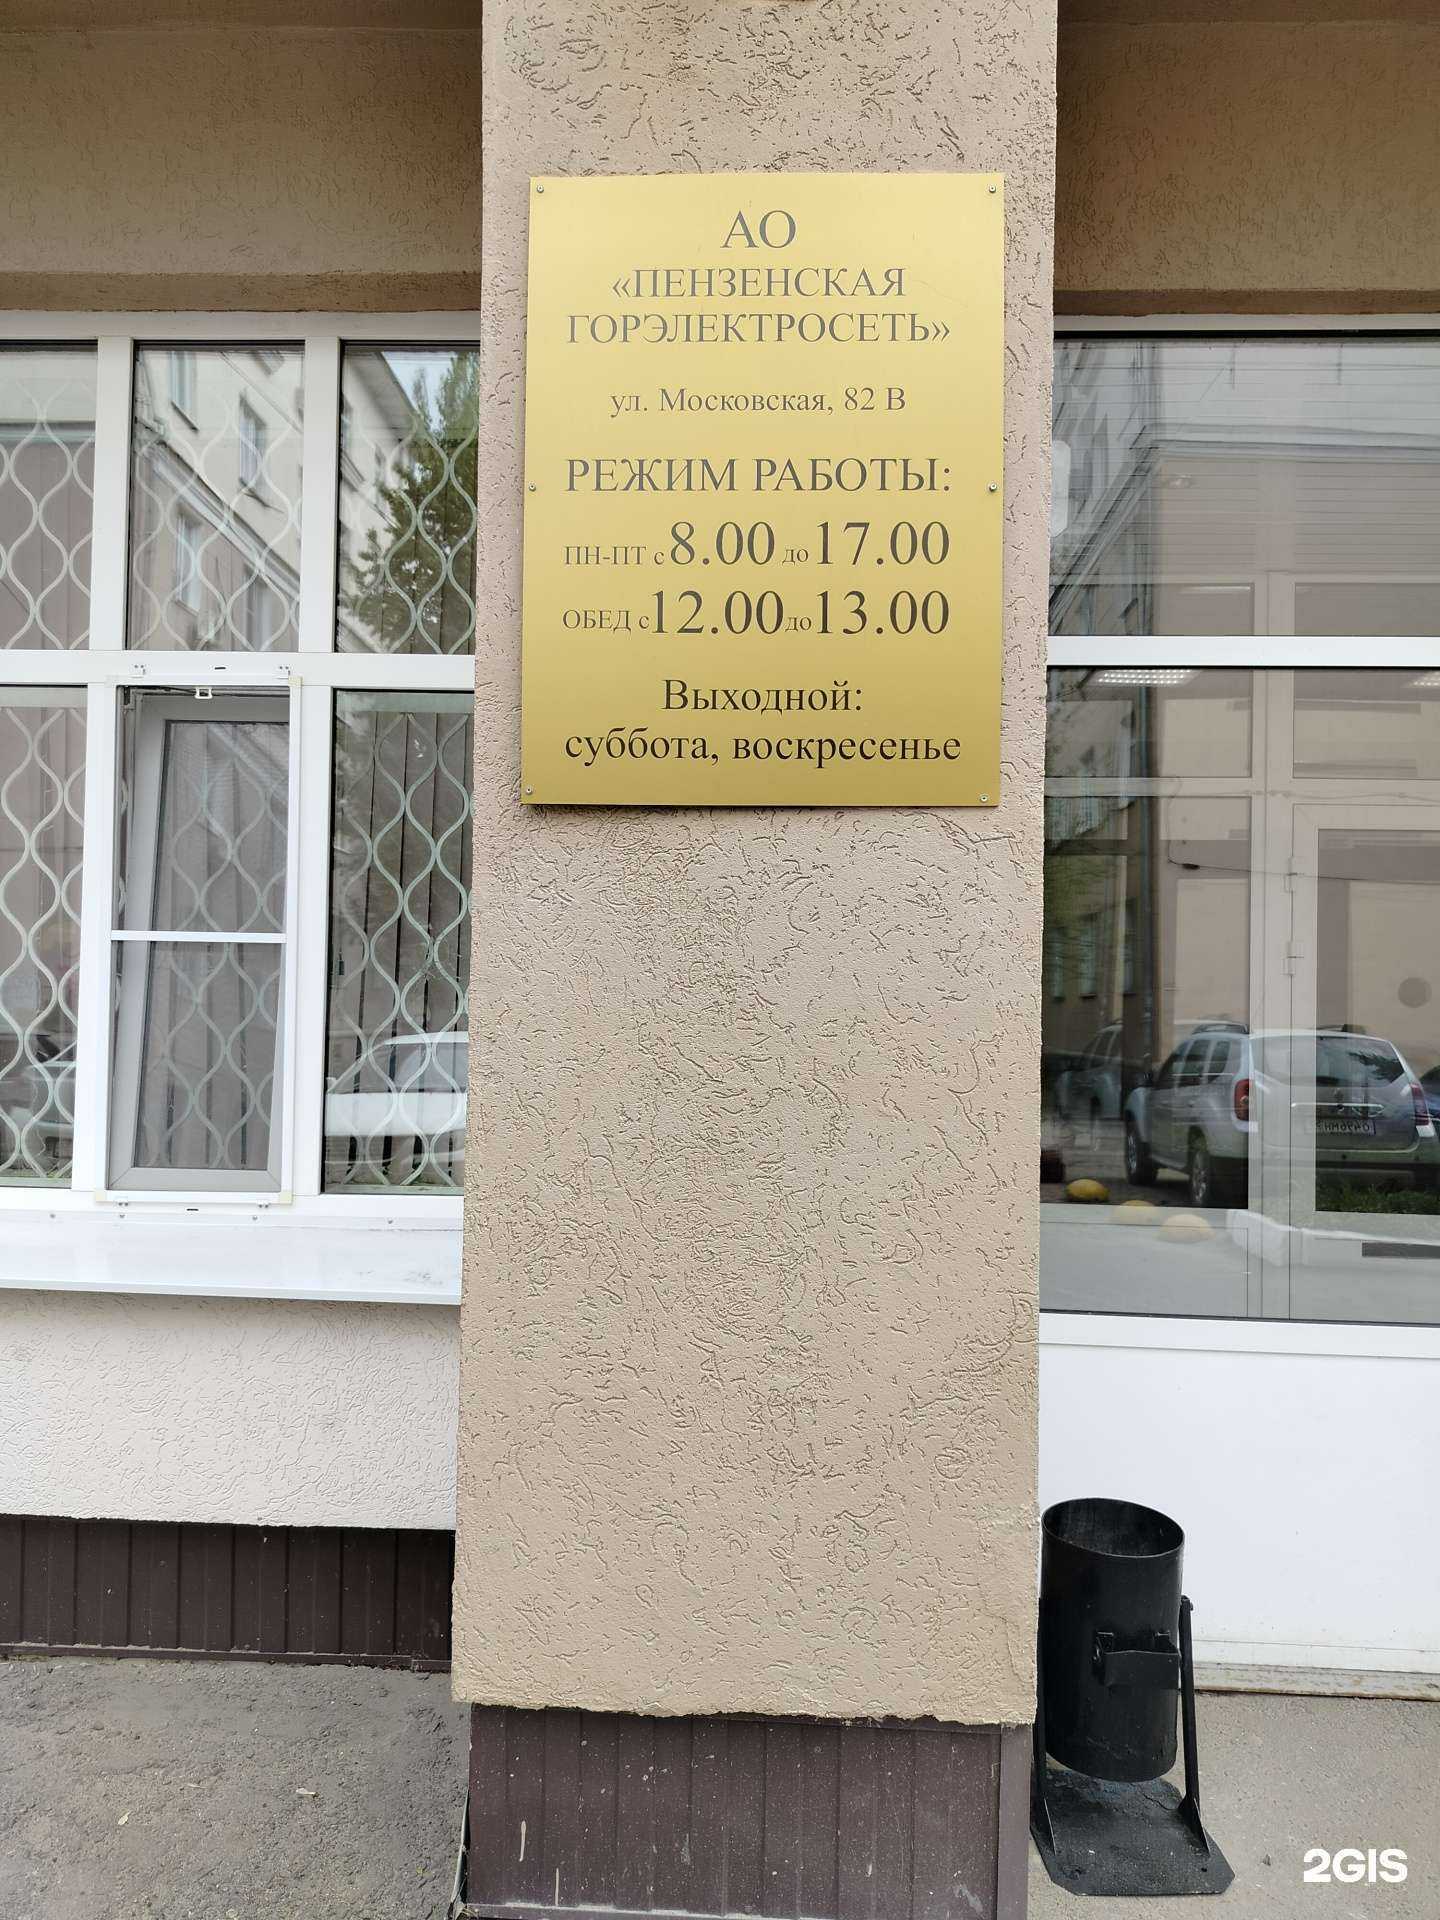 АО
«ПЕНЗЕНСКАЯ
ГОРЭЛЕКТРОСЕТЬ»
ул. Московская, 82 В
РЕЖИМ РАБОТЫ:
ПН-ПТ с 8.00 до 17.00
ОБЕД с 12.00 до 13.00
Выходной:
суббота, воскресенье
2GIS